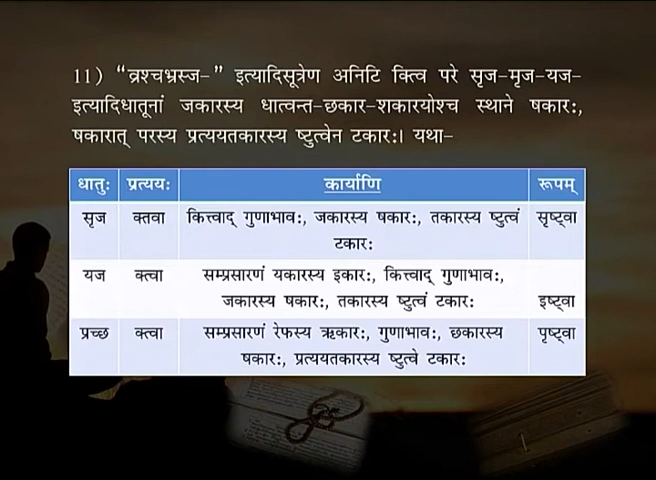 11) “व्रश्चभ्रस्ज-” इत्यादिसूत्रेण अनिटि क्त्वि परे सृज-मृज-यज-
इत्यादिधातूनां जकारस्य धात्वन्त-छकार-शकारयोश्च स्थाने षकारः,
षकारात् परस्य प्रत्ययतकारस्य ष्टुत्वेन टकारः। यथा-
धातुः प्रत्ययः कार्याणि रूपम्
सृज क्तवा कित्त्वाद् गुणाभावः, जकारस्य षकारः, तकारस्य ष्टुत्वं सृष्ट्वा
टकारः
यज क्त्वा सम्प्रसारणं यकारस्य इकारः, कित्त्वाद् गुणाभावः,
जकारस्य षकारः, तकारस्य ष्टुत्वं टकारः इष्ट्वा
प्रच्छ क्त्वा सम्प्रसारणं रेफस्य ऋकारः, गुणाभावः, छकारस्य पृष्ट्वा
षकारः, प्रत्ययतकारस्य ष्टुत्वे टकारः